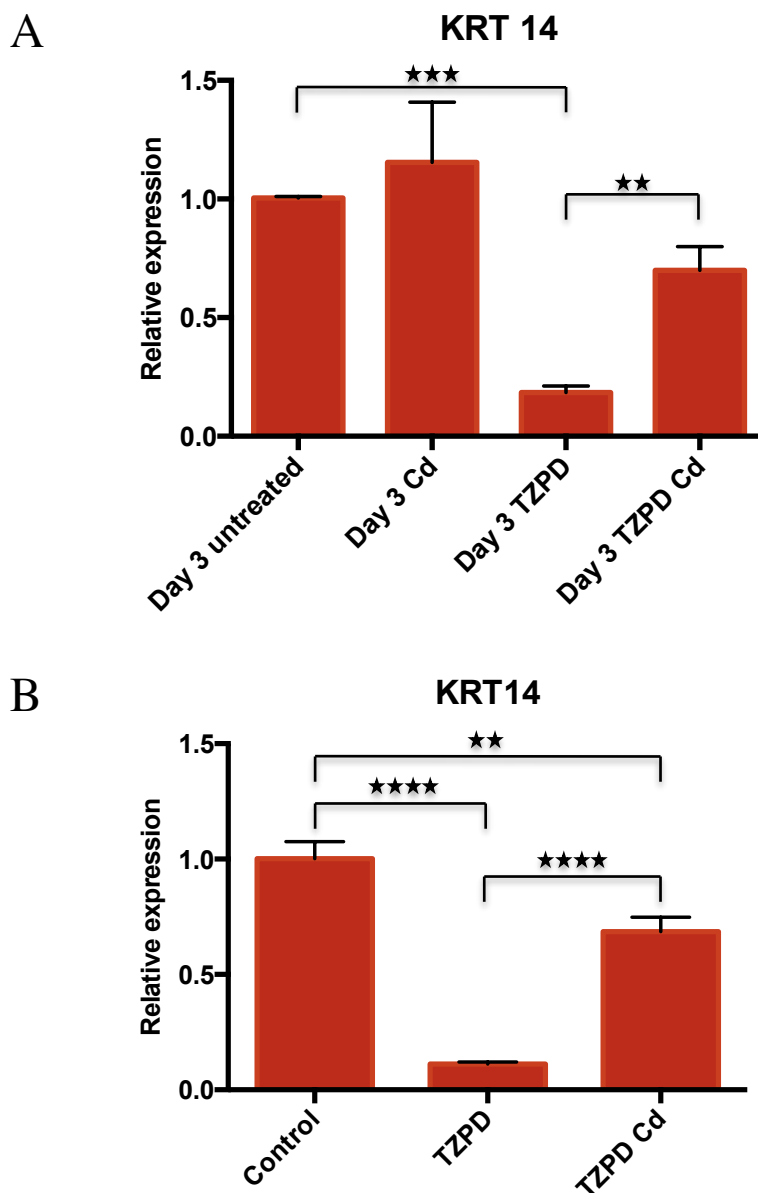 A
KRT 14
★★★
★★
Relative expression
1.5
1.0
0.5
0.0
Day 3 untreated
Day 3 Cd
Day 3 TZPD
Day 3 TZPD Cd
B
KRT14
★★
★★★★
★★★★
Relative expression
1.5
1.0
0.5
0.0
Control
TZPD
TZPD Cd